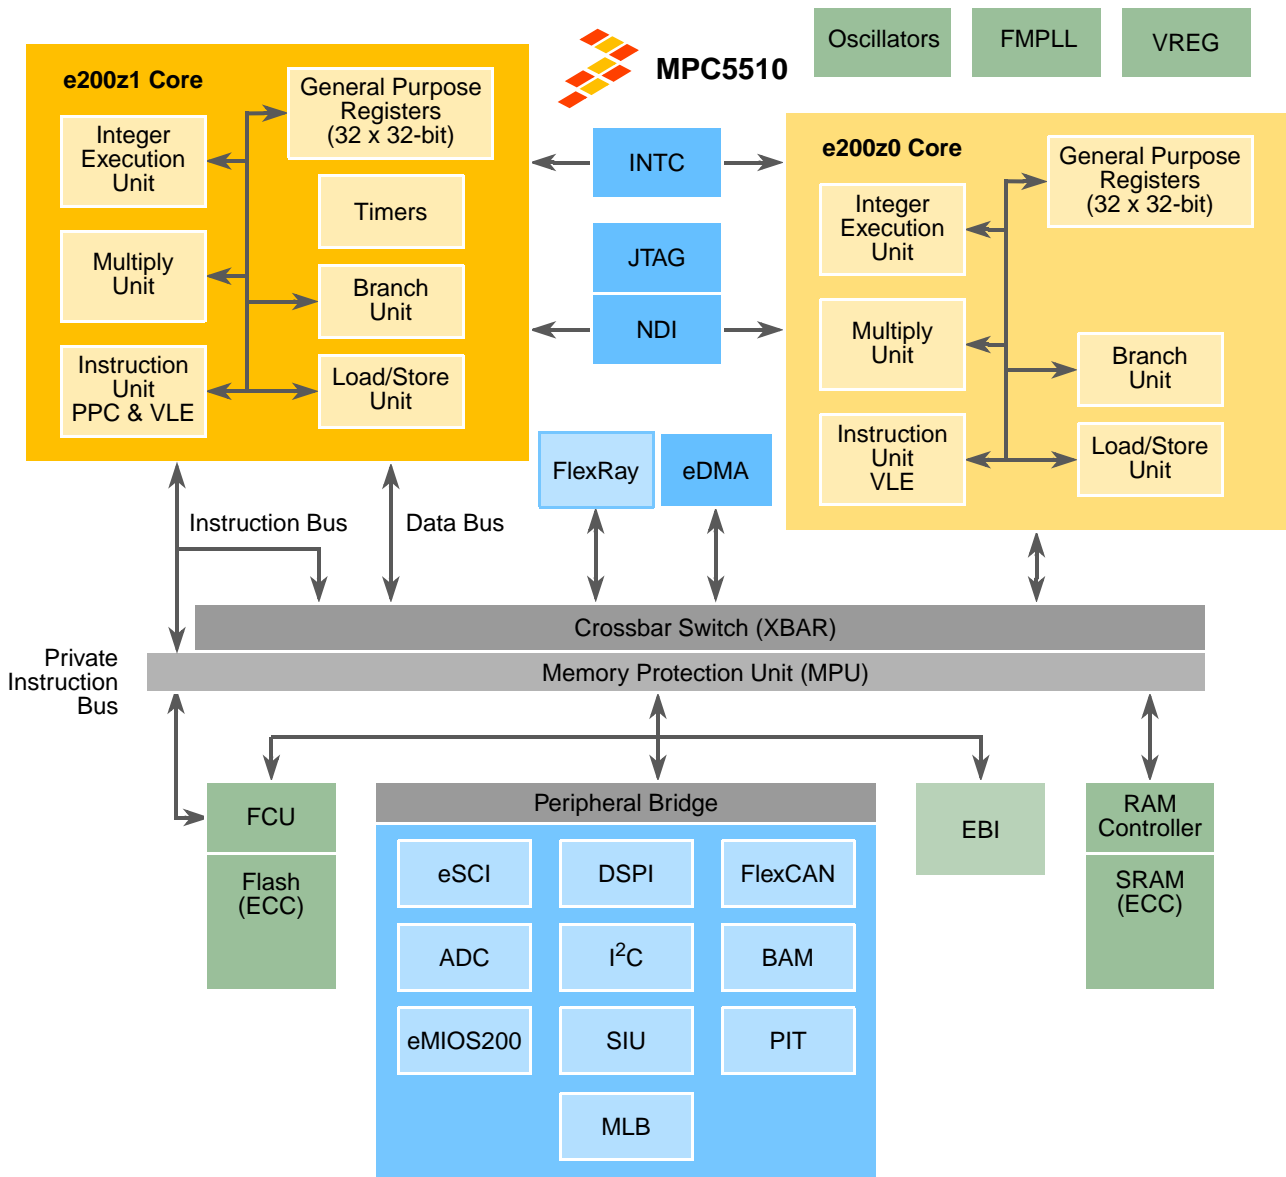 Oscillators
FMPLL
VREG
MPC5510
e200z1 Core
General Purpose
Registers
(32 x 32-bit)
Integer
Execution
Unit
Timers
Multiply
Unit
Branch
Unit
Instruction
Unit
PPC & VLE
Load/Store
Unit
INTC
JTAG
NDI
e200z0 Core
General Purpose
Registers
(32 x 32-bit)
Integer
Execution
Unit
Multiply
Unit
Branch
Unit
Instruction
Unit
VLE
Load/Store
Unit
FlexRay
eDMA
Instruction Bus
Data Bus
Crossbar Switch (XBAR)
Memory Protection Unit (MPU)
Private
Instruction
Bus
FCU
Flash
(ECC)
Peripheral Bridge
eSCI
DSPI
FlexCAN
ADC
I²C
BAM
eMIOS200
SIU
PIT
MLB
EBI
RAM
Controller
SRAM
(ECC)